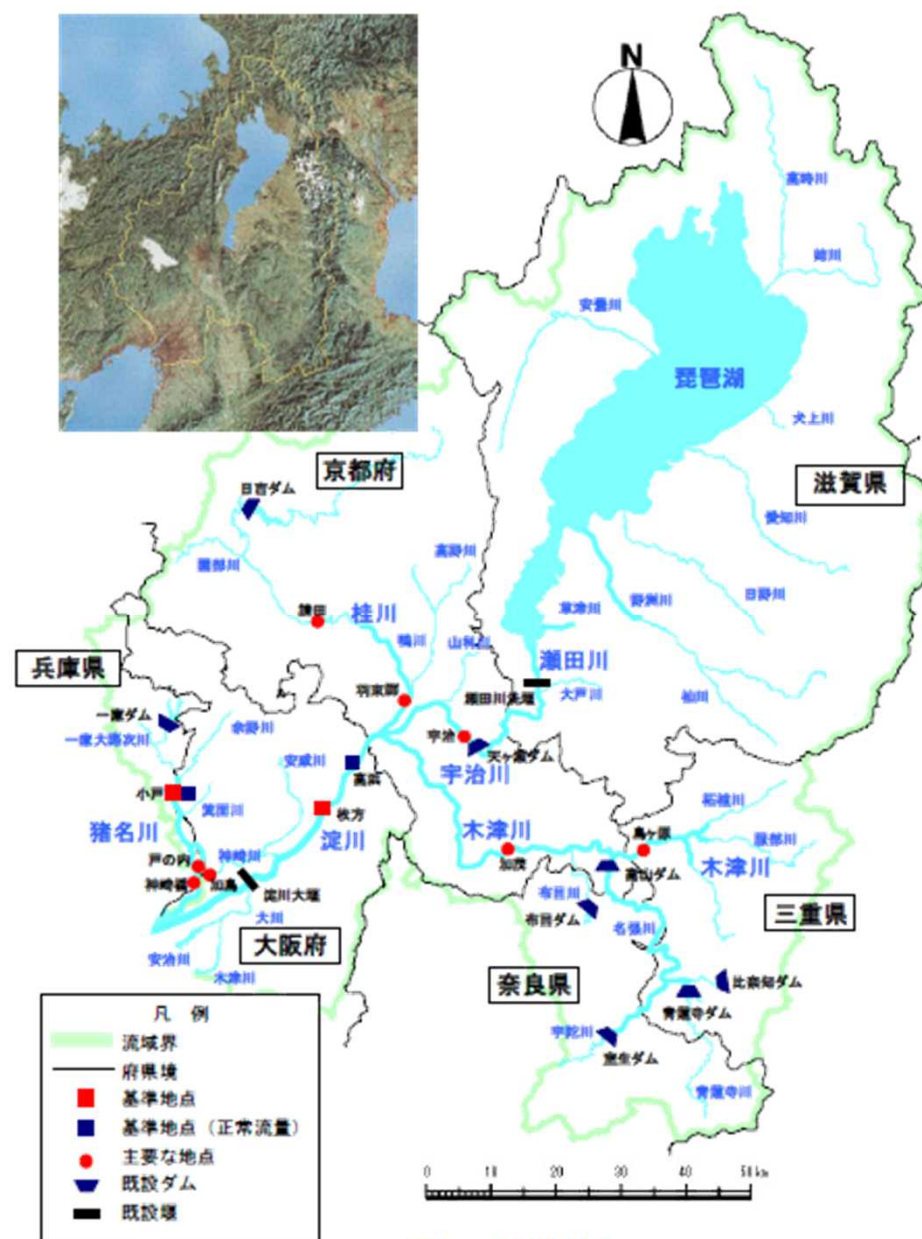 N
高時川
姉川
安曇川
琵琶湖
犬上川
京都府
滋賀県
日吉ダム
愛知川
園部川
高野川
日野川
野洲川
草津川
請田
桂川
鴨川
山科川
兵庫県
瀬田川
瀬田川洗堰
大戸川
杣川
羽束師
一庫ダム
一庫大路次川
余野川
安威川
宇治
天ヶ瀬ダム
宇治川
高浜
小戸
箕面川
枚方
淀川
猪名川
木津川
加茂
島ヶ原
柘植川
服部川
木津川
高山ダム
戸の内
神崎川
神崎橋
加島
淀川大堰
大川
布目川
布目ダム
名張川
三重県
大阪府
安治川
木津川
奈良県
比奈知ダム
青蓮寺ダム
宇陀川
室生ダム
青蓮寺川
凡 例
流域界
府県境
基準地点
基準地点（正常流量）
主要な地点
既設ダム
既設堰
0 10 20 30 40 50 km